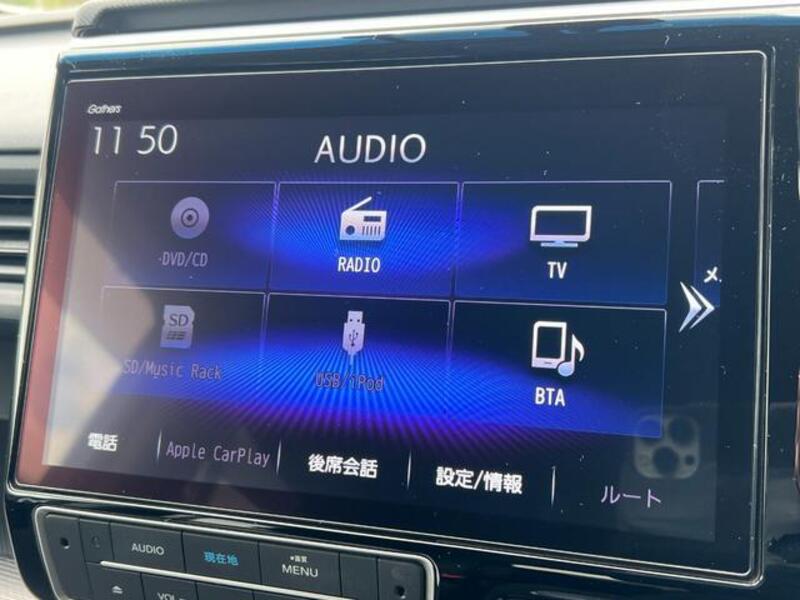 Gathers
11 50
AUDIO
DVD/CD
RADIO
TV
SD
SD/Music Rack
USB/iPod
BTA
電話
Apple CarPlay
後席会話
設定/情報
ルート
AUDIO
現在地
MENU